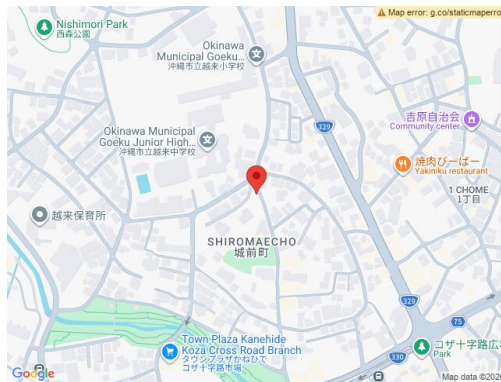 Map error: g.co/staticmaperro
Nishimori Park
西森公園
Okinawa
Municipal Goeku...
沖縄市立越来小学校
329
吉原自治会
Community center
Okinawa Municipal
Goeku Junior High...
沖縄市立越来中学校
焼肉びーばー
Yakiniku restaurant
1 CHOME
1丁目
越来保育所
SHIROMAECHO
城前町
329
75
Town Plaza Kanehide
Koza Cross Road Branch
タウンプラザかねひで
コザ十字路市場
330
コザ十字路広場
Park
Google
Map data ©2020